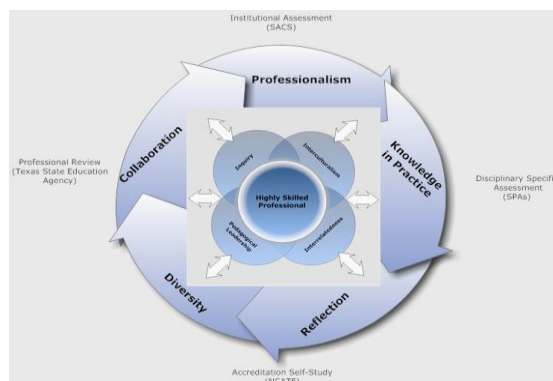 Institutional Assessment
(SACS)
Professionalism
Collaboration
Knowledge
in Practice
Inquiry
Interculturalism
Professional Review
(Texas State Education
Agency)
Highly Skilled
Professional
Disciplinary Specific
Assessment
(SPAs)
Pedagogical
Leadership
Interrelatedness
Diversity
Reflection
Accreditation Self-Study
(NCATE)